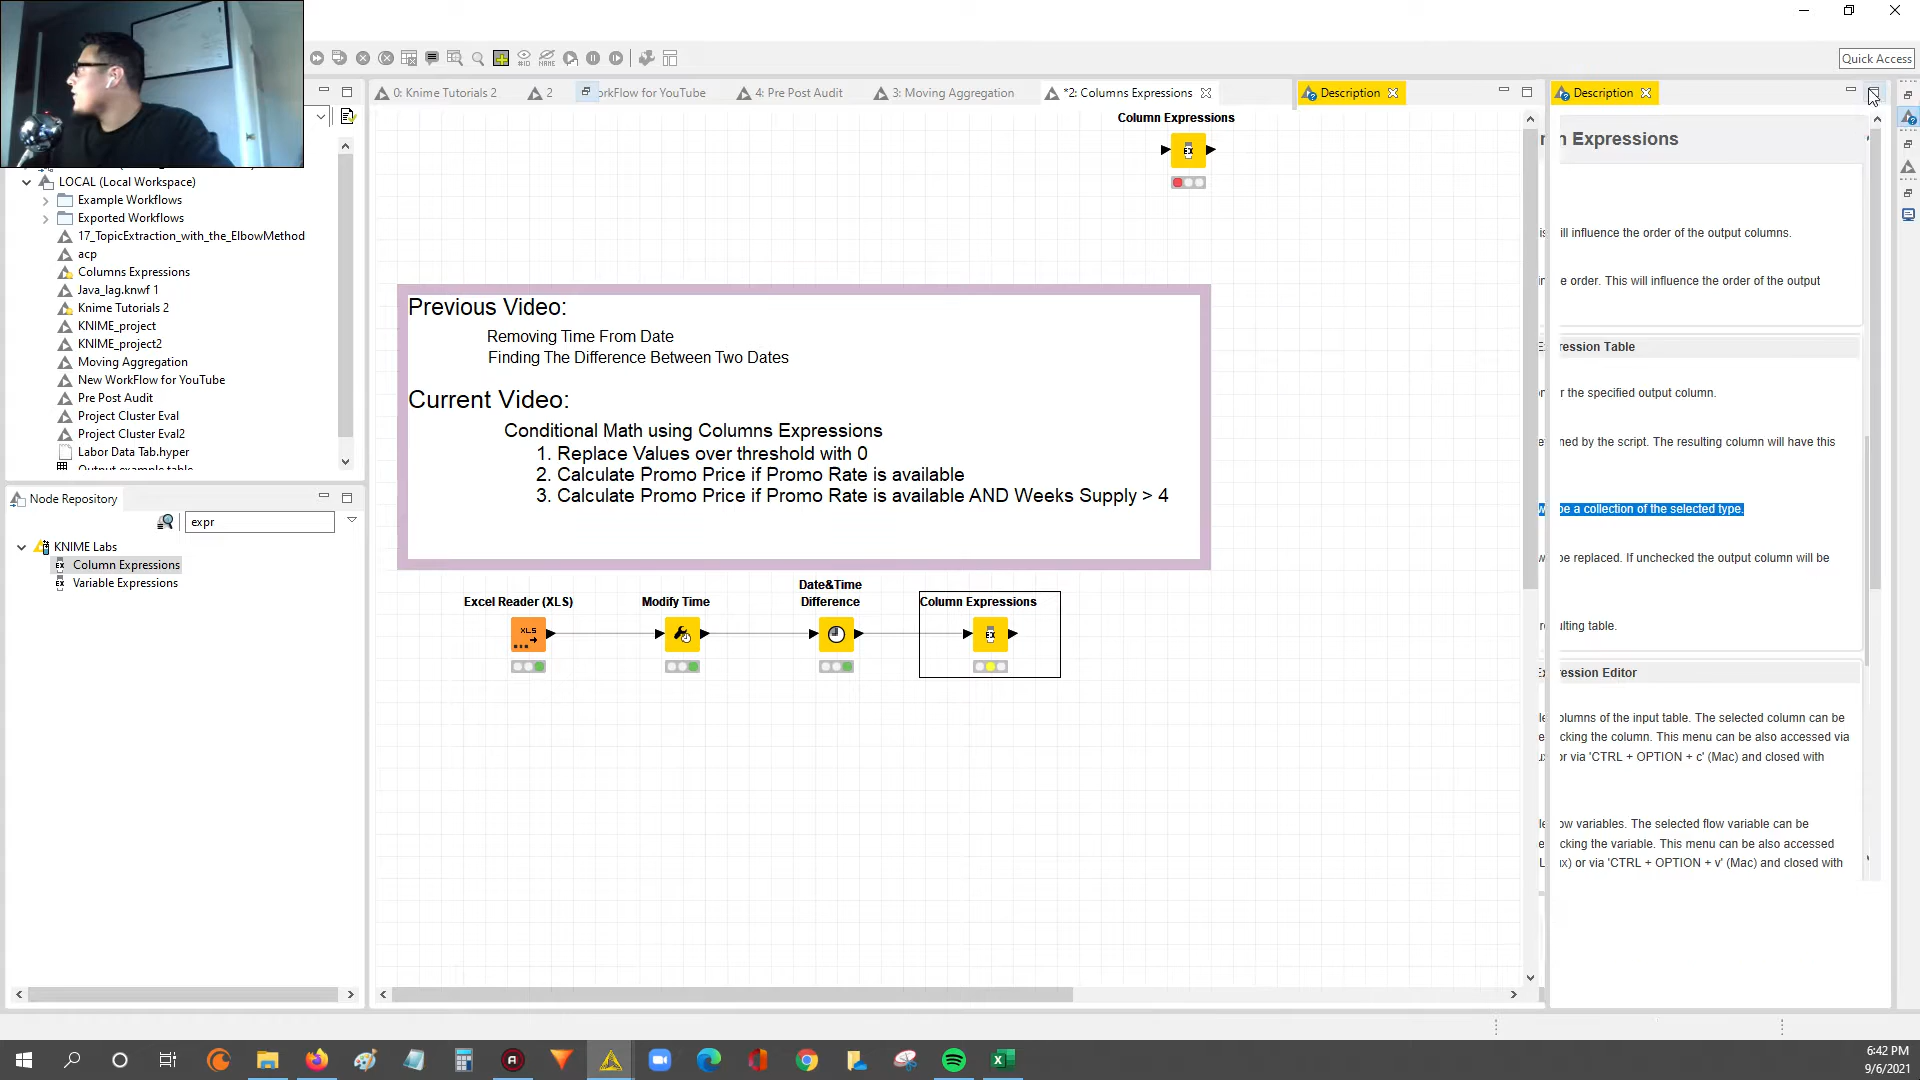 Quick Access
0: Knime Tutorials 2
2
orkFlow for YouTube
4: Pre Post Audit
3: Moving Aggregation
*2: Columns Expressions
Description
Description
LOCAL (Local Workspace)
Example Workflows
Exported Workflows
17_TopicExtraction_with_the_ElbowMethod
acp
Columns Expressions
Java_lag.knwf 1
Knime Tutorials 2
KNIME_project
KNIME_project2
Moving Aggregation
New WorkFlow for YouTube
Pre Post Audit
Project Cluster Eval
Project Cluster Eval2
Labor Data Tab.hyper
Output example table
Node Repository
expr
KNIME Labs
Column Expressions
Variable Expressions
Column Expressions
Previous Video:
Removing Time From Date
Finding The Difference Between Two Dates
Current Video:
Conditional Math using Columns Expressions
1. Replace Values over threshold with 0
2. Calculate Promo Price if Promo Rate is available
3. Calculate Promo Price if Promo Rate is available AND Weeks Supply > 4
Excel Reader (XLS)
Modify Time
Date&Time
Difference
Column Expressions
XLS
n Expressions
ill influence the order of the output columns.
e order. This will influence the order of the output
ression Table
r the specified output column.
ned by the script. The resulting column will have this
be a collection of the selected type.
be replaced. If unchecked the output column will be
ulting table.
ression Editor
olumns of the input table. The selected column can be
cking the column. This menu can be also accessed via
or via 'CTRL + OPTION + c' (Mac) and closed with
ow variables. The selected flow variable can be
cking the variable. This menu can be also accessed
ux) or via 'CTRL + OPTION + v' (Mac) and closed with
6:42 PM
9/6/2021